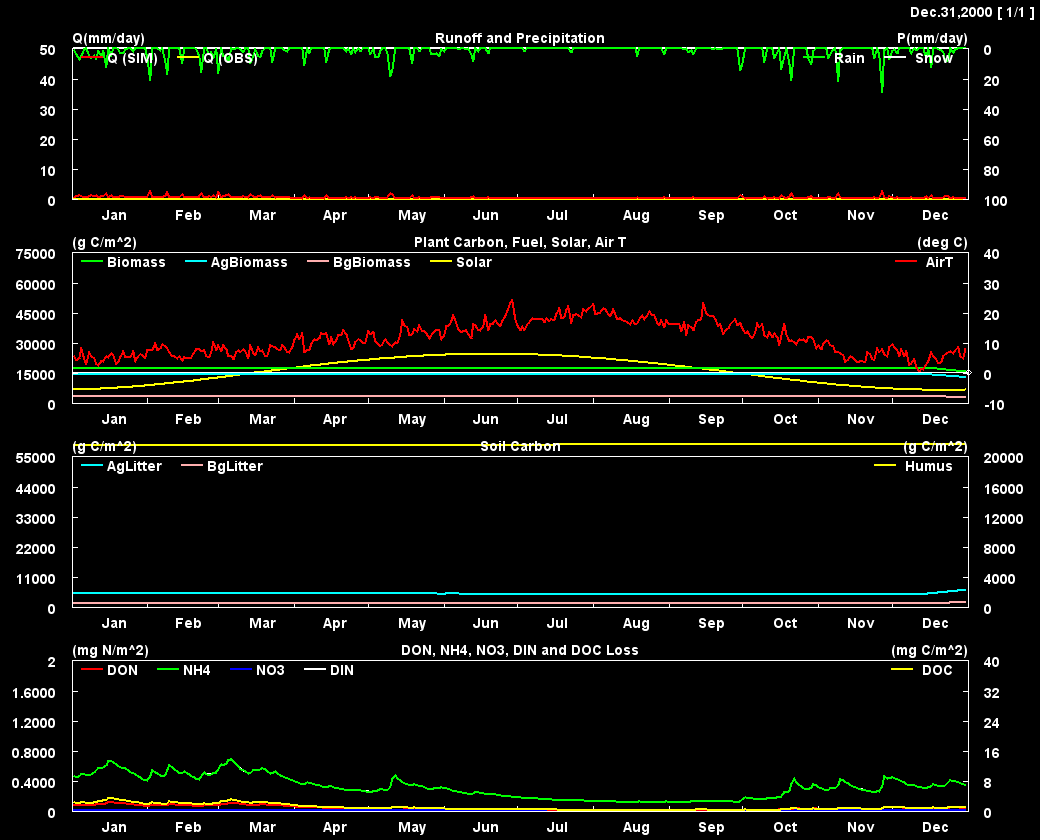 Dec.31,2000 [ 1/1 ]
Q(mm/day) Runoff and Precipitation P(mm/day)
50 0
Q (SIM) Q (OBS) Rain Snow
40 20
30 40
20 60
10 80
0 100
Jan Feb Mar Apr May Jun Jul Aug Sep Oct Nov Dec
(g C/m^2) Plant Carbon, Fuel, Solar, Air T (deg C)
75000 40
Biomass AgBiomass BgBiomass Solar AirT
60000 30
45000 20
30000 10
15000 0
0 -10
Jan Feb Mar Apr May Jun Jul Aug Sep Oct Nov Dec
(g C/m^2) Soil Carbon (g C/m^2)
55000 20000
AgLitter BgLitter Humus
44000 16000
33000 12000
22000 8000
11000 4000
0 0
Jan Feb Mar Apr May Jun Jul Aug Sep Oct Nov Dec
(mg N/m^2) DON, NH4, NO3, DIN and DOC Loss (mg C/m^2)
2 40
DON NH4 NO3 DIN DOC
1.6000 32
1.2000 24
0.8000 16
0.4000 8
0 0
Jan Feb Mar Apr May Jun Jul Aug Sep Oct Nov Dec